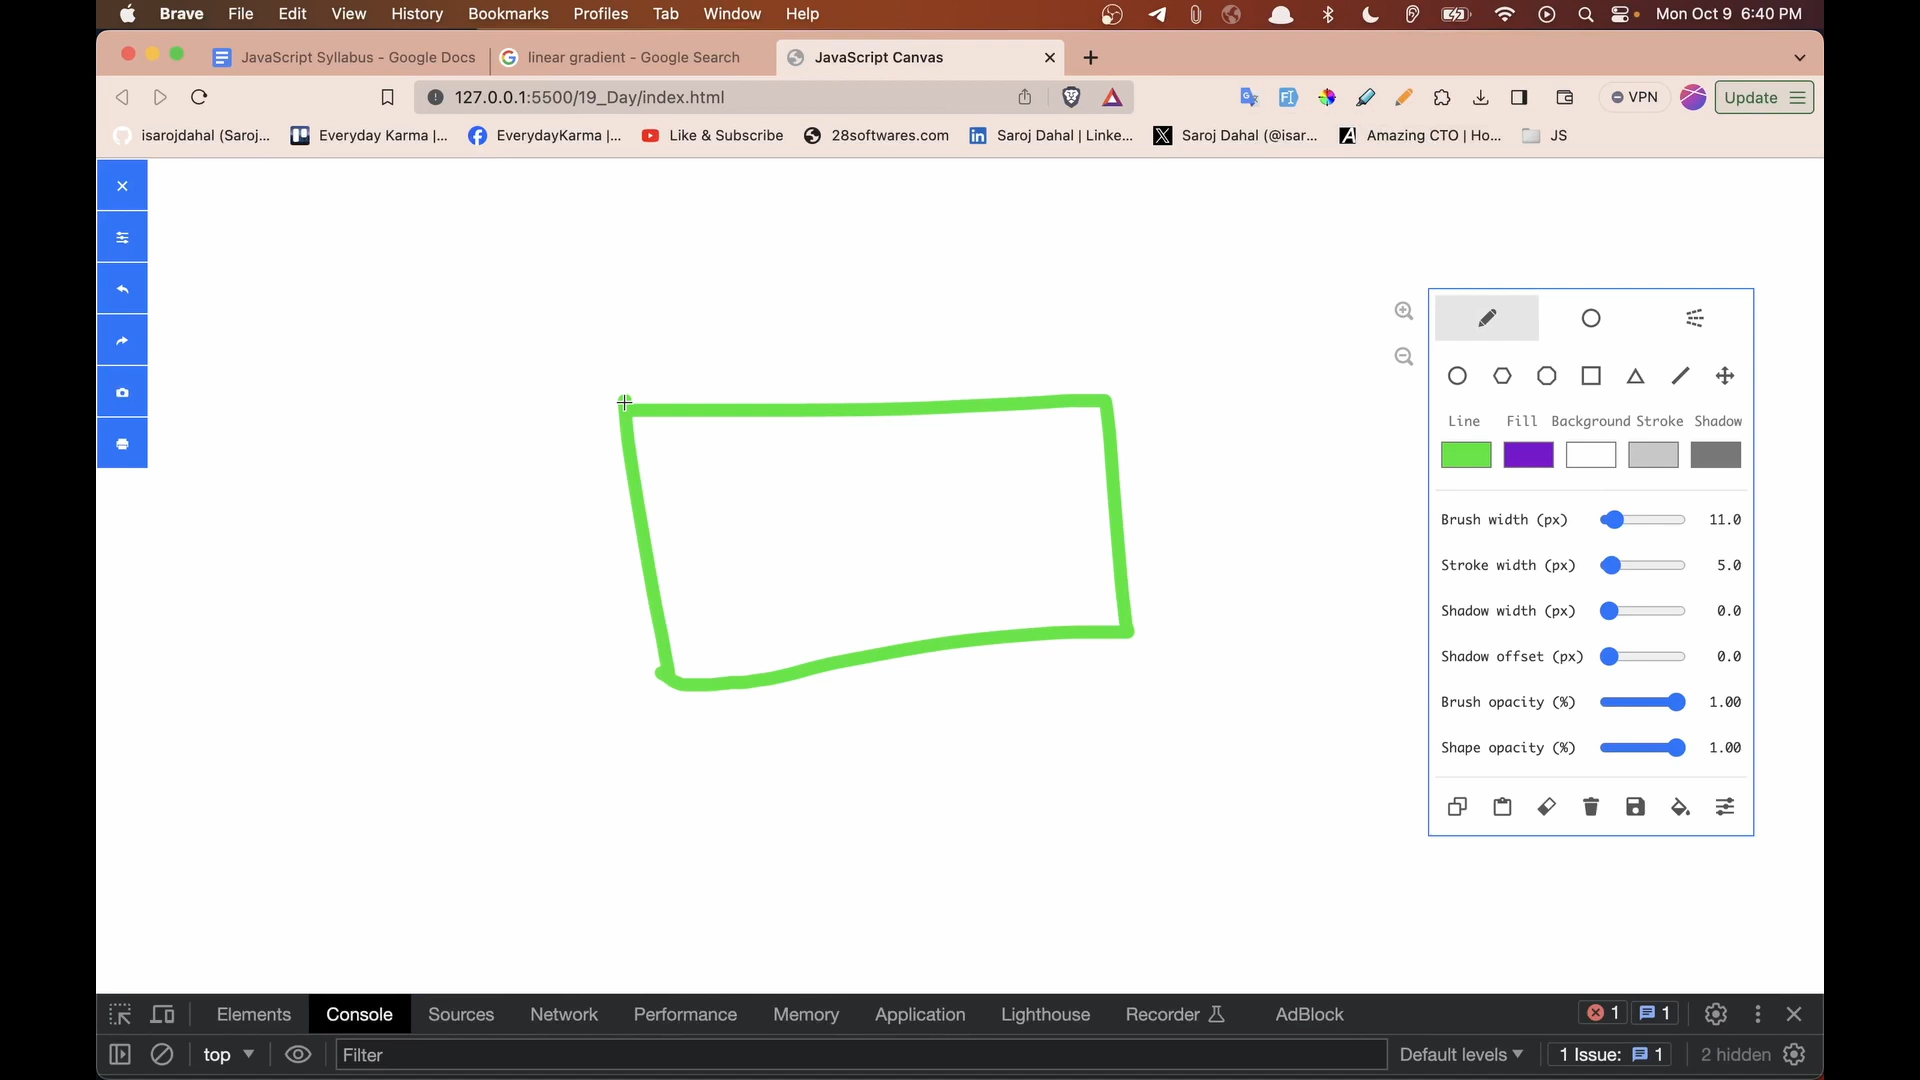 Brave File Edit View History Bookmarks Profiles Tab Window Help Mon Oct 9 6:40 PM
JavaScript Syllabus - Google Docs linear gradient - Google Search JavaScript Canvas
127.0.0.1:5500/19_Day/index.html VPN Update
isarojdahal (Saroj... Everyday Karma |... EverydayKarma |... Like & Subscribe 28softwares.com Saroj Dahal | Linke... Saroj Dahal (@isar... Amazing CTO | Ho... JS
Line Fill Background Stroke Shadow
Brush width (px) 11.0
Stroke width (px) 5.0
Shadow width (px) 0.0
Shadow offset (px) 0.0
Brush opacity (%) 1.00
Shape opacity (%) 1.00
Elements Console Sources Network Performance Memory Application Lighthouse Recorder AdBlock 1 1
top Filter Default levels 1 Issue: 1 2 hidden